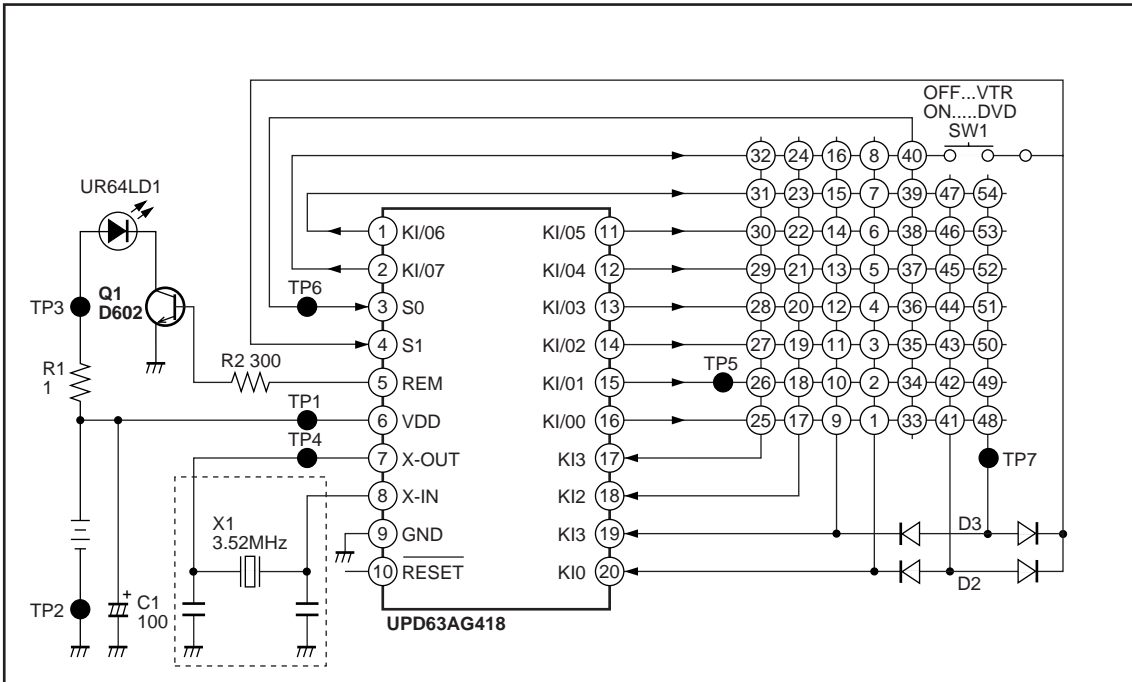 OFF...VTR
ON.....DVD
SW1
32 24 16 8 40
UR64LD1
31 23 15 7 39 47 54
1 KI/06 KI/05 11 30 22 14 6 38 46 53
2 KI/07 KI/04 12 29 21 13 5 37 45 52
TP3 Q1 D602 TP6 3 S0 KI/03 13 28 20 12 4 36 44 51
4 S1 KI/02 14 27 19 11 3 35 43 50
R1 1 R2 300 5 REM KI/01 15 TP5 26 18 10 2 34 42 49
TP1 6 VDD KI/00 16 25 17 9 1 33 41 48
TP4 7 X-OUT KI3 17 TP7
8 X-IN KI2 18
X1
3.52MHz
9 GND KI3 19 D3
10 RESET KI0 20 D2
TP2 + C1
100
UPD63AG418